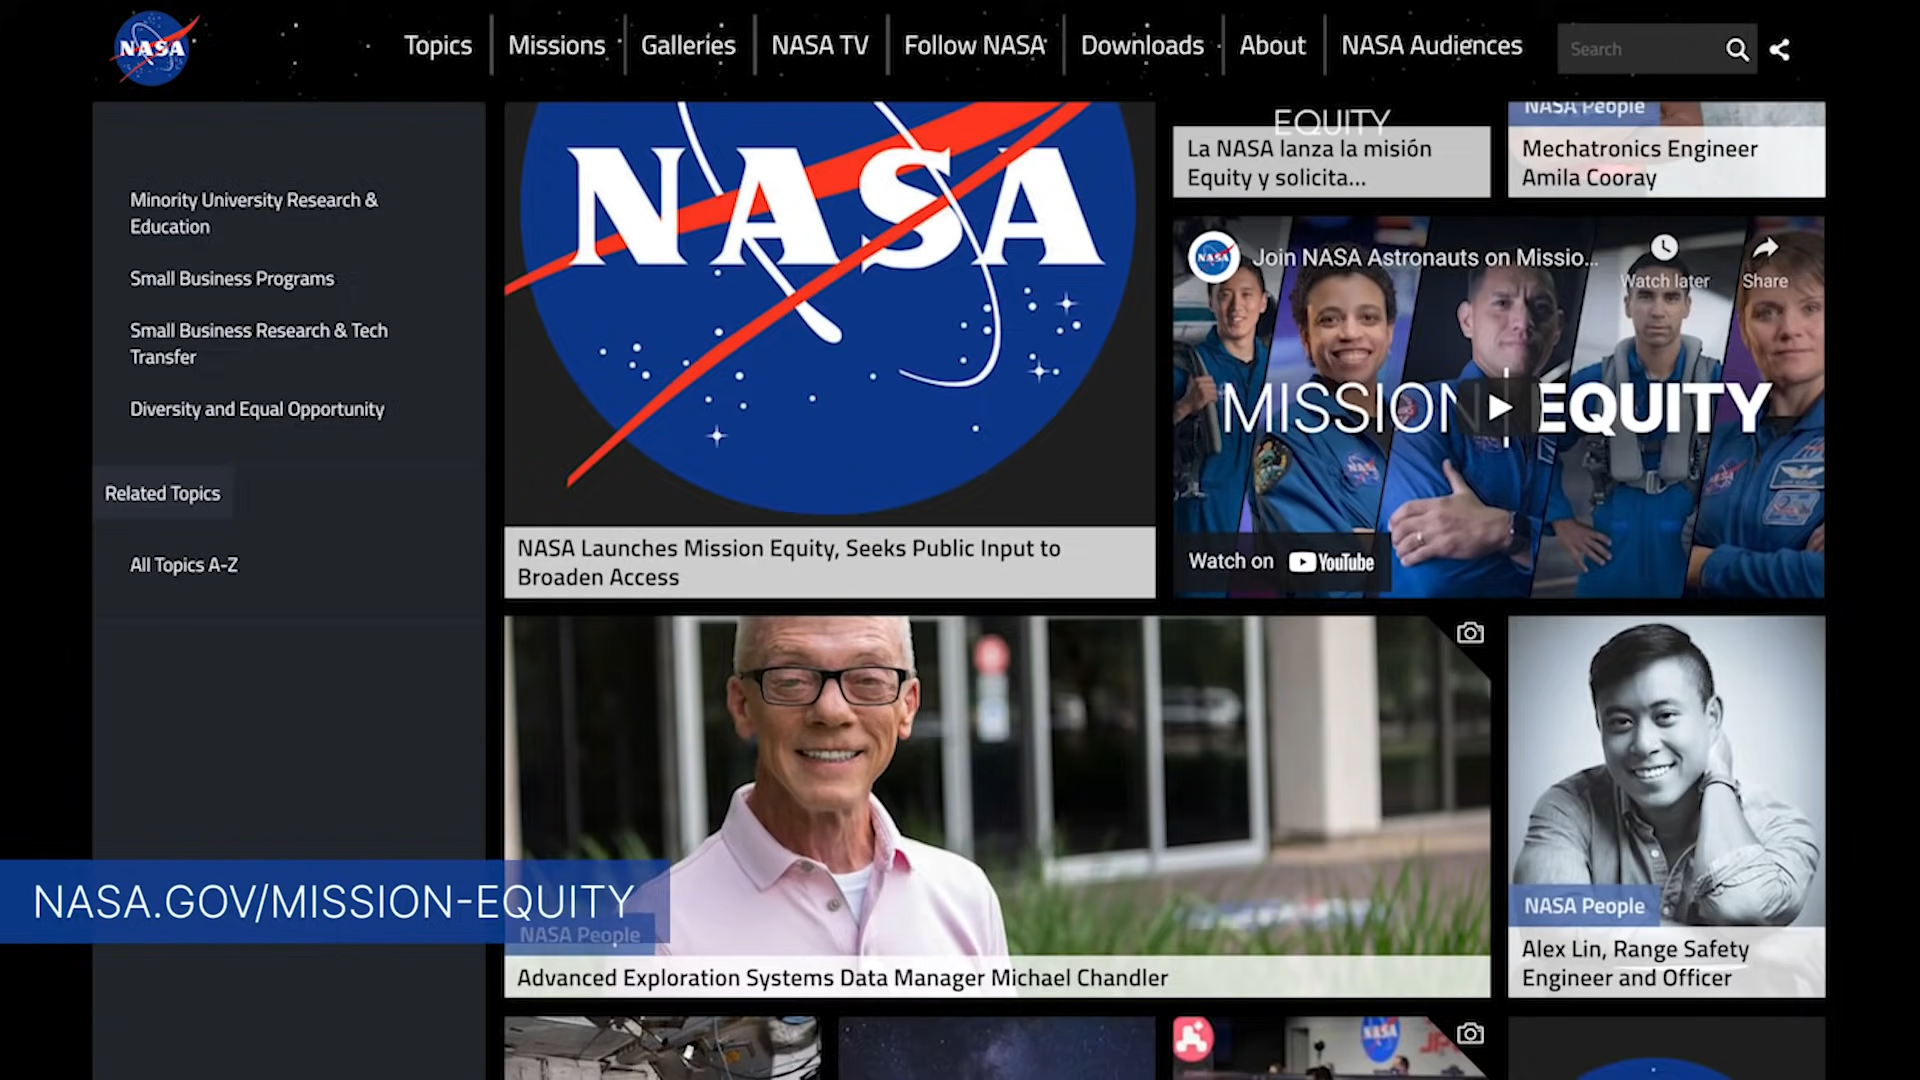 NASA
Topics
Missions
Galleries
NASA TV
Follow NASA
Downloads
About
NASA Audiences
Search
Minority University Research &
Education
Small Business Programs
Small Business Research & Tech
Transfer
Diversity and Equal Opportunity
Related Topics
All Topics A-Z
NASA
NASA Launches Mission Equity, Seeks Public Input to
Broaden Access
EQUITY
La NASA lanza la misión
Equity y solicita...
NASA People
Mechatronics Engineer
Amila Cooray
NASA
Join NASA Astronauts on Missio...
Watch later
Share
MISSION EQUITY
NASA
Watch on YouTube
NASA People
Advanced Exploration Systems Data Manager Michael Chandler
NASA People
Alex Lin, Range Safety
Engineer and Officer
NASA.GOV/MISSION-EQUITY
NASA
JPL